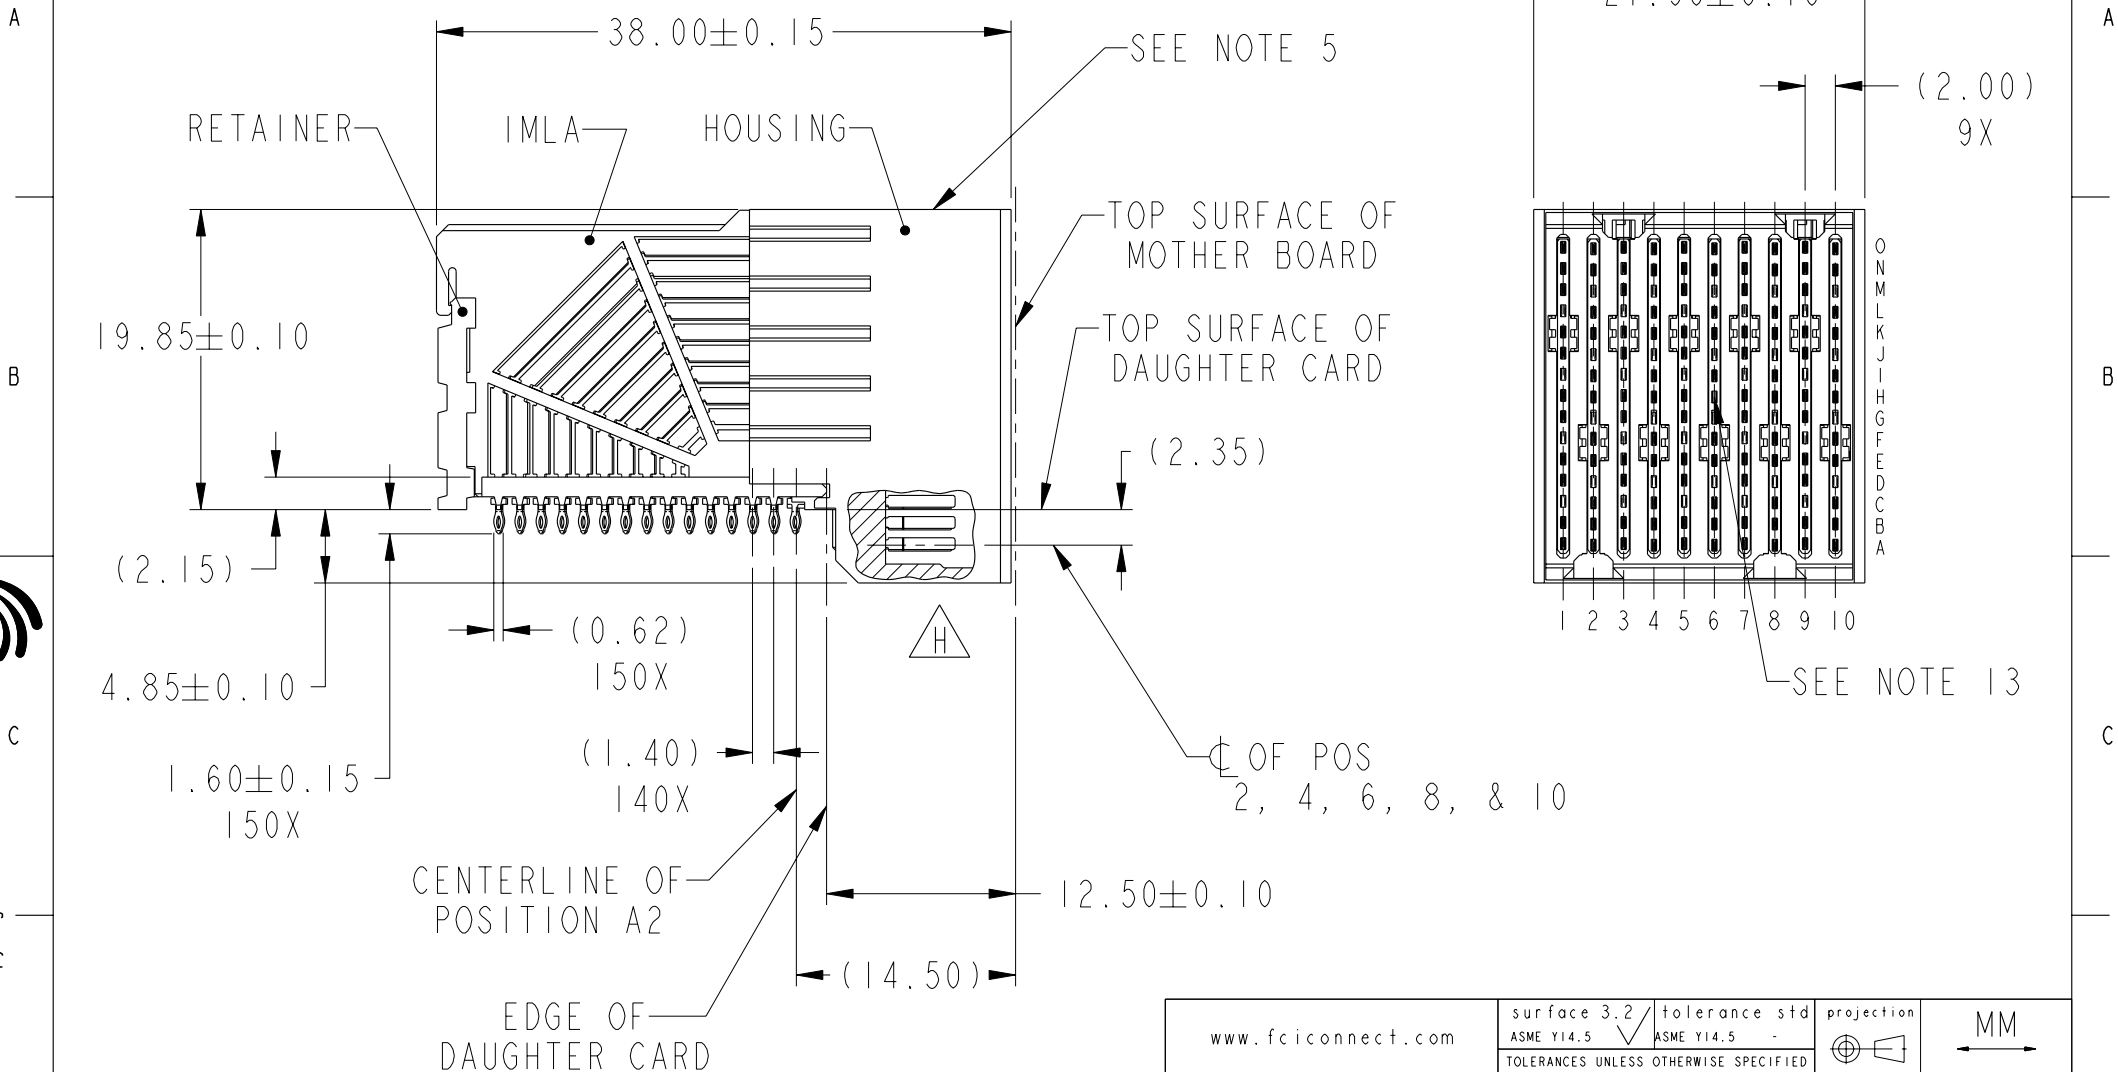 A
A
38.00±0.15
SEE NOTE 5
(2.00)
9X
RETAINER
IMLA
HOUSING
TOP SURFACE OF
MOTHER BOARD
TOP SURFACE OF
DAUGHTER CARD
19.85±0.10
B
B
(2.35)
O
N
M
L
K
J
I
H
G
F
E
D
C
B
A
(2.15)
1 2 3 4 5 6 7 8 9 10
(0.62)
150X
H
4.85±0.10
SEE NOTE 13
C
C
(1.40)
140X
1.60±0.15
150X
℄ OF POS
2, 4, 6, 8, & 10
CENTERLINE OF
POSITION A2
12.50±0.10
(14.50)
EDGE OF
DAUGHTER CARD
www.fciconnect.com
surface 3.2
ASME Y14.5
tolerance std
ASME Y14.5 -
projection
MM
TOLERANCES UNLESS OTHERWISE SPECIFIED